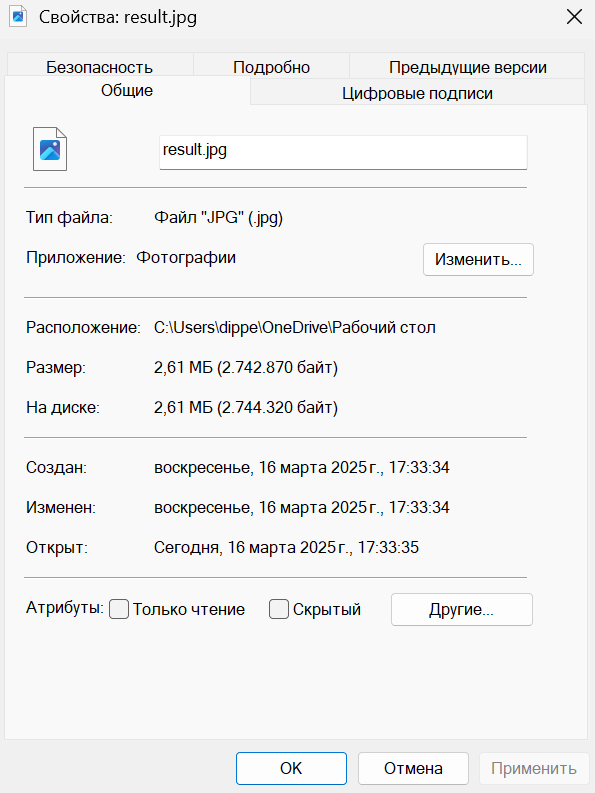 Свойства: result.jpg
Безопасность Подробно Предыдущие версии
Общие Цифровые подписи
result.jpg
Тип файла: Файл "JPG" (.jpg)
Приложение: Фотографии Изменить...
Расположение: C:\Users\dippe\OneDrive\Рабочий стол
Размер: 2,61 МБ (2.742.870 байт)
На диске: 2,61 МБ (2.744.320 байт)
Создан: воскресенье, 16 марта 2025 г., 17:33:34
Изменен: воскресенье, 16 марта 2025 г., 17:33:34
Открыт: Сегодня, 16 марта 2025 г., 17:33:35
Атрибуты: Только чтение Скрытый Другие...
OK Отмена Применить